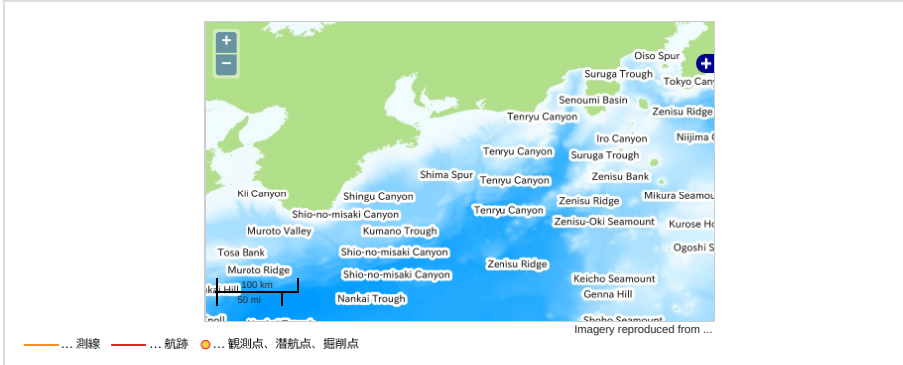 +
−
Oiso Spur
Suruga Trough
Tokyo Can
Senoumi Basin
Zenisu Ridge
Tenryu Canyon
Iro Canyon
Niijima
Tenryu Canyon
Suruga Trough
Shima Spur
Tenryu Canyon
Zenisu Bank
Kii Canyon
Shingu Canyon
Zenisu Ridge
Mikura Seamou
Shio-no-misaki Canyon
Tenryu Canyon
Zenisu-Oki Seamount
Kurose Ho
Muroto Valley
Kumano Trough
Ogoshi S
Tosa Bank
Shio-no-misaki Canyon
Zenisu Ridge
Muroto Ridge
Shio-no-misaki Canyon
Keicho Seamount
100 km
Genna Hill
50 mi
Nankai Trough
Imagery reproduced from ...
... 測線 ... 航跡 ... 観測点、潜航点、掘削点